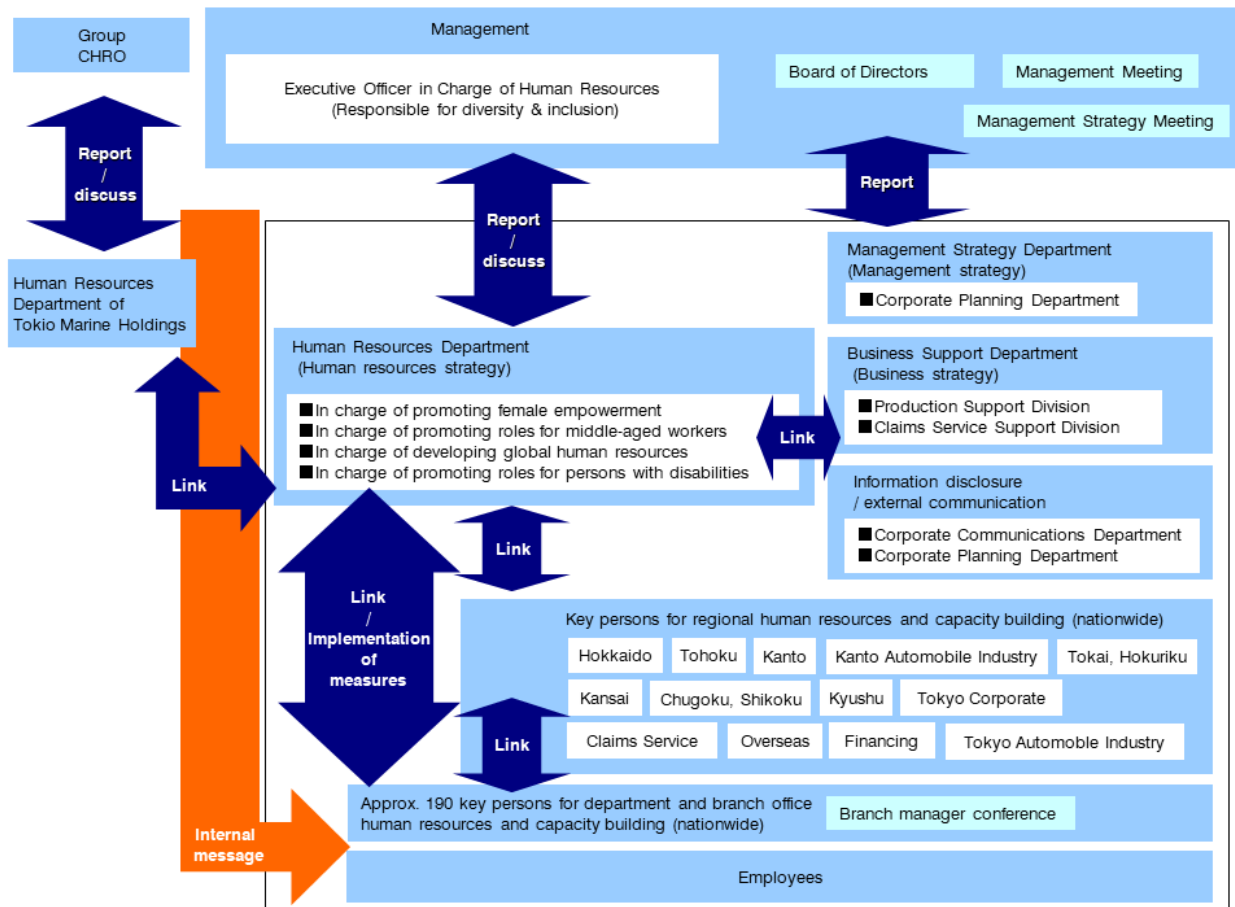 Group
CHRO
Management
Executive Officer in Charge of Human Resources
(Responsible for diversity & inclusion)
Board of Directors
Management Meeting
Management Strategy Meeting
Report
/
discuss
Report
/
discuss
Report
Human Resources
Department of
Tokio Marine Holdings
Management Strategy Department
(Management strategy)
■Corporate Planning Department
Human Resources Department
(Human resources strategy)
■In charge of promoting female empowerment
■In charge of promoting roles for middle-aged workers
■In charge of developing global human resources
■In charge of promoting roles for persons with disabilities
Link
Business Support Department
(Business strategy)
■Production Support Division
■Claims Service Support Division
Link
Information disclosure
/ external communication
■Corporate Communications Department
■Corporate Planning Department
Link
/
Implementation
of
measures
Link
Key persons for regional human resources and capacity building (nationwide)
Hokkaido
Tohoku
Kanto
Kanto Automobile Industry
Tokai, Hokuriku
Kansai
Chugoku, Shikoku
Kyushu
Tokyo Corporate
Claims Service
Overseas
Financing
Tokyo Automoble Industry
Link
Approx. 190 key persons for department and branch office
human resources and capacity building (nationwide)
Branch manager conference
Internal
message
Employees